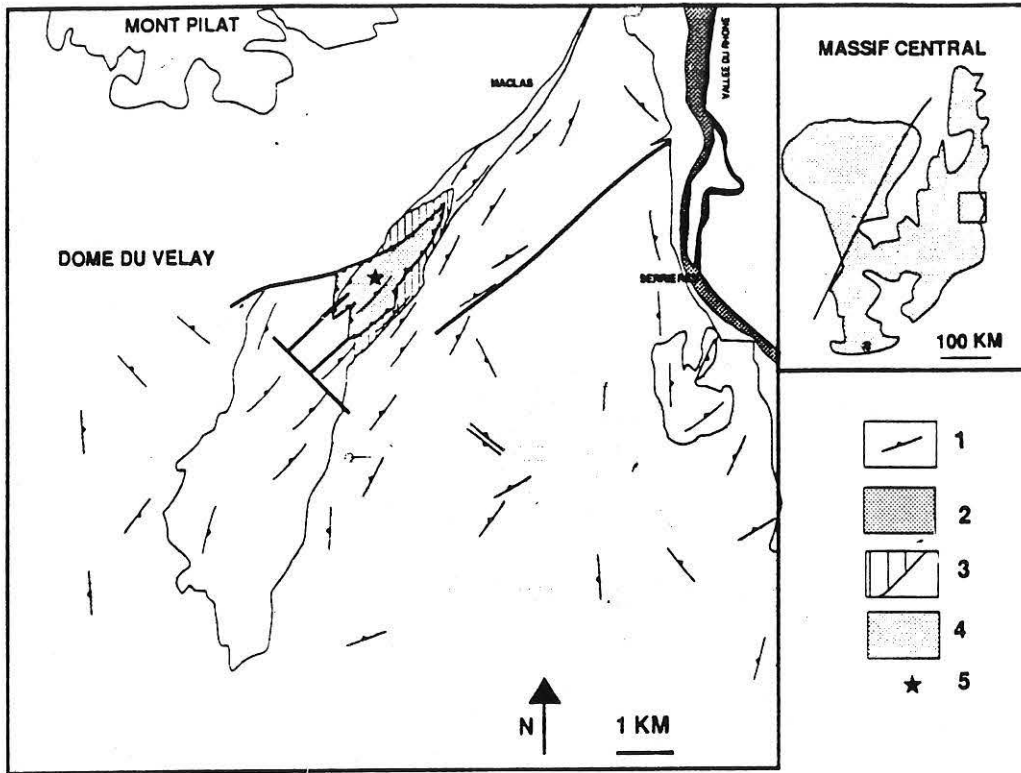 MONT PILAT
MACLAS
VALLEE DU RHONE
DOME DU VELAY
SERRIERES
N
1 KM
MASSIF CENTRAL
100 KM
1
2
3
4
5